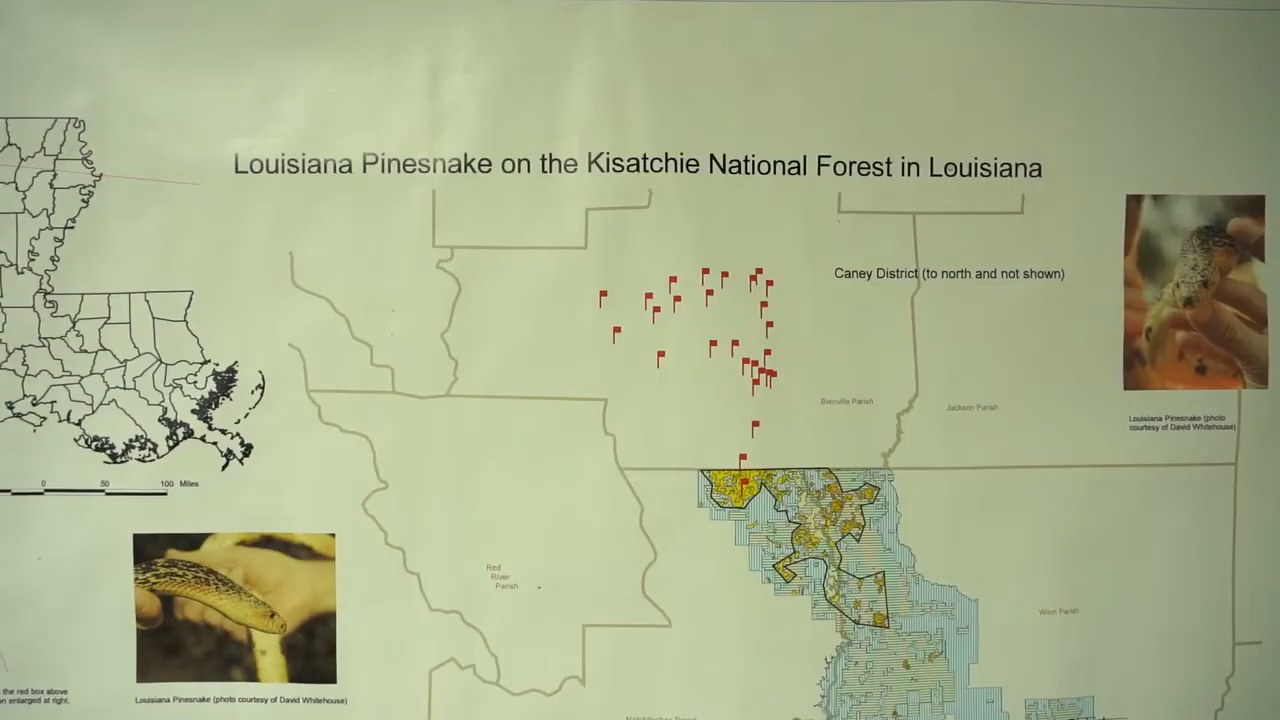 Louisiana Pinesnake on the Kisatchie National Forest in Louisiana
Caney District (to north and not shown)
Bienville Parish
Jackson Parish
Louisiana Pinesnake (photo
courtesy of David Whitehouse)
0 50 100 Miles
Red
River
Parish
Winn Parish
the red box above
enlarged at right.
Louisiana Pinesnake (photo courtesy of David Whitehouse)
Natchitoches Parish